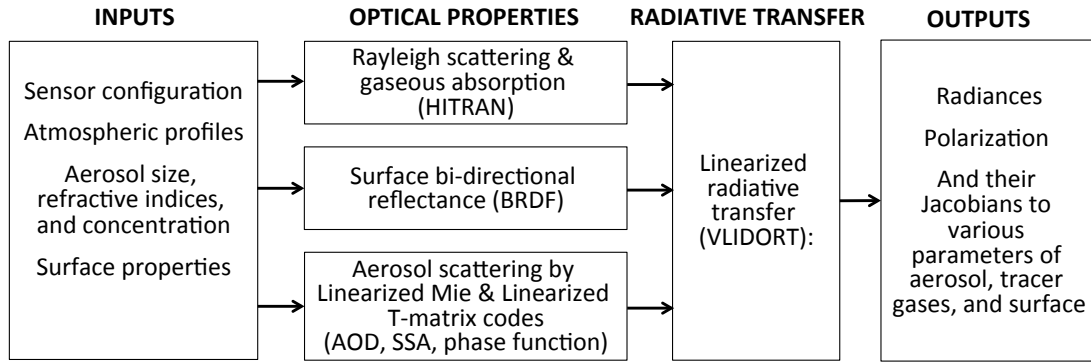 INPUTS
OPTICAL PROPERTIES
RADIATIVE TRANSFER
OUTPUTS
Sensor configuration
Atmospheric profiles
Aerosol size,
refractive indices,
and concentration
Surface properties
Rayleigh scattering &
gaseous absorption
(HITRAN)
Surface bi-directional
reflectance (BRDF)
Aerosol scattering by
Linearized Mie & Linearized
T-matrix codes
(AOD, SSA, phase function)
Linearized
radiative
transfer
(VLIDORT):
Radiances
Polarization
And their
Jacobians to
various
parameters of
aerosol, tracer
gases, and surface